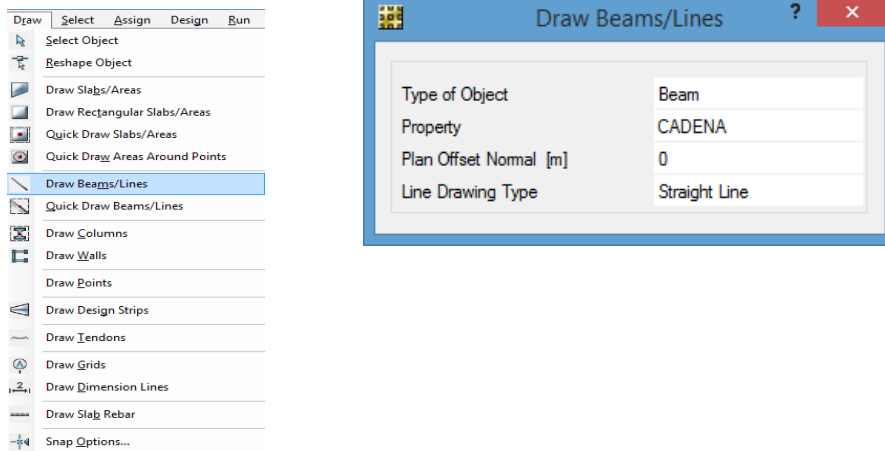 Draw Select Assign Design Run
Select Object
Reshape Object
Draw Slabs/Areas
Draw Rectangular Slabs/Areas
Quick Draw Slabs/Areas
Quick Draw Areas Around Points
Draw Beams/Lines
Quick Draw Beams/Lines
Draw Columns
Draw Walls
Draw Points
Draw Design Strips
Draw Tendons
A Draw Grids
2 Draw Dimension Lines
Draw Slab Rebar
Snap Options...
Draw Beams/Lines ? ×
Type of Object Beam
Property CADENA
Plan Offset Normal [m] 0
Line Drawing Type Straight Line